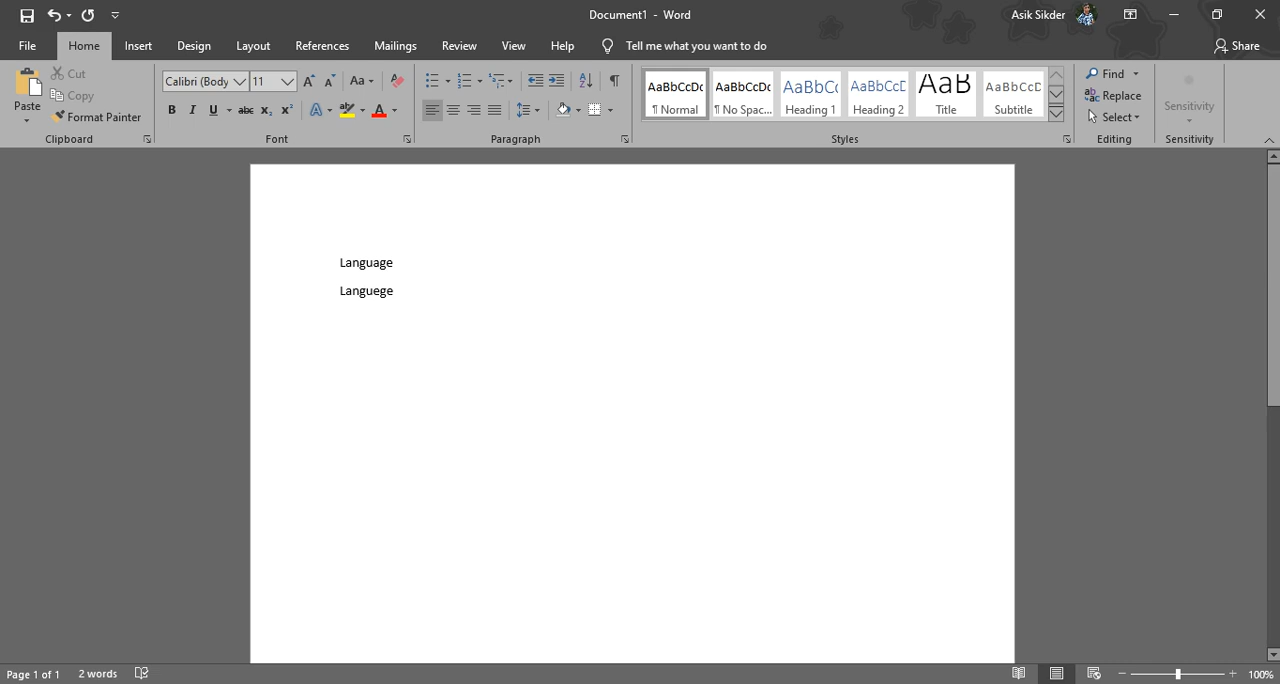 Document1 - Word
Asik Sikder
File Home Insert Design Layout References Mailings Review View Help Tell me what you want to do Share
Paste
Cut
Copy
Format Painter
Clipboard
Calibri (Body 11
Aa
B I U abc x₂ x² A ab A
Font
Paragraph
AaBbCcDc AaBbCcDc AaBbCc AaBbCcD AaB AaBbCcD
¶ Normal ¶ No Spac... Heading 1 Heading 2 Title Subtitle
Styles
Find
Replace
Select
Editing
Sensitivity
Sensitivity
Language
Languege
Page 1 of 1 2 words 100%